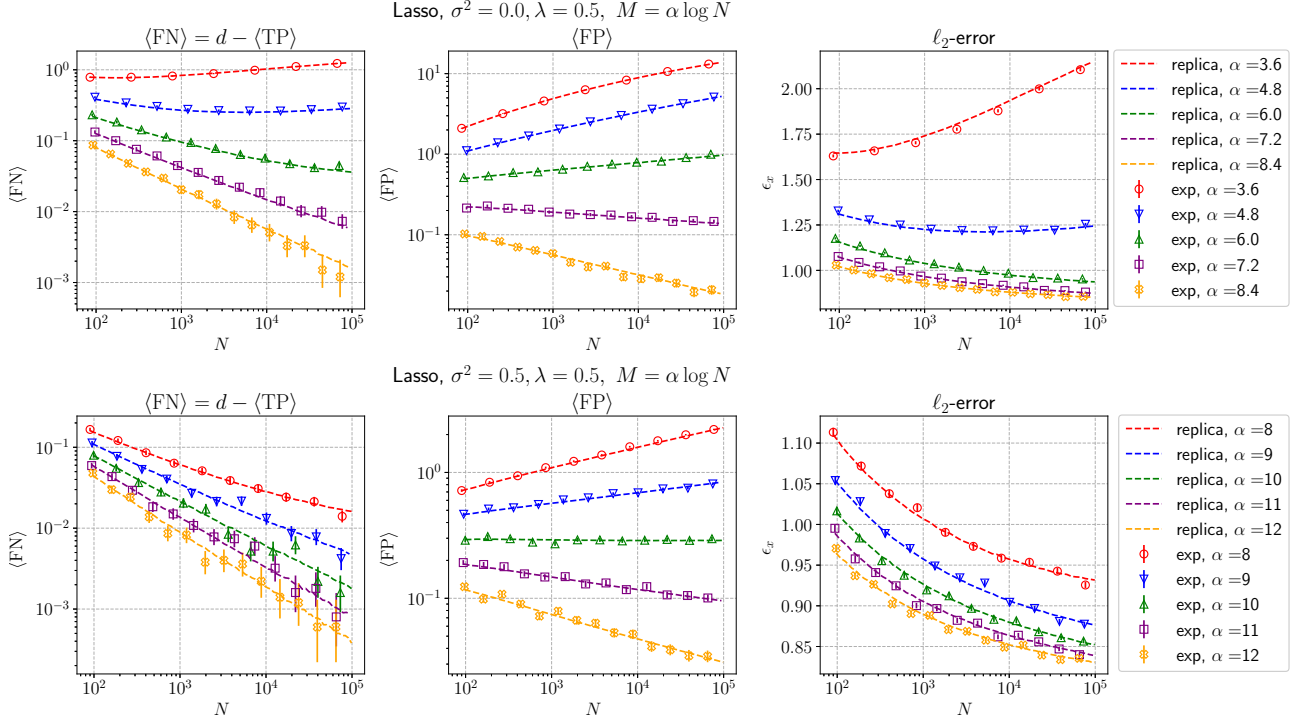 Lasso, σ² = 0.0, λ = 0.5, M = α log N
⟨FN⟩ = d − ⟨TP⟩
⟨FN⟩
10⁰
10⁻¹
10⁻²
10⁻³
10² 10³ 10⁴ 10⁵
N
⟨FP⟩
⟨FP⟩
10¹
10⁰
10⁻¹
10² 10³ 10⁴ 10⁵
N
ℓ₂-error
ϵₓ
2.00
1.75
1.50
1.25
1.00
10² 10³ 10⁴ 10⁵
N
replica, α =3.6
replica, α =4.8
replica, α =6.0
replica, α =7.2
replica, α =8.4
exp, α =3.6
exp, α =4.8
exp, α =6.0
exp, α =7.2
exp, α =8.4
Lasso, σ² = 0.5, λ = 0.5, M = α log N
⟨FN⟩ = d − ⟨TP⟩
⟨FN⟩
10⁻¹
10⁻²
10⁻³
10² 10³ 10⁴ 10⁵
N
⟨FP⟩
⟨FP⟩
10⁰
10⁻¹
10² 10³ 10⁴ 10⁵
N
ℓ₂-error
ϵₓ
1.10
1.05
1.00
0.95
0.90
0.85
10² 10³ 10⁴ 10⁵
N
replica, α =8
replica, α =9
replica, α =10
replica, α =11
replica, α =12
exp, α =8
exp, α =9
exp, α =10
exp, α =11
exp, α =12